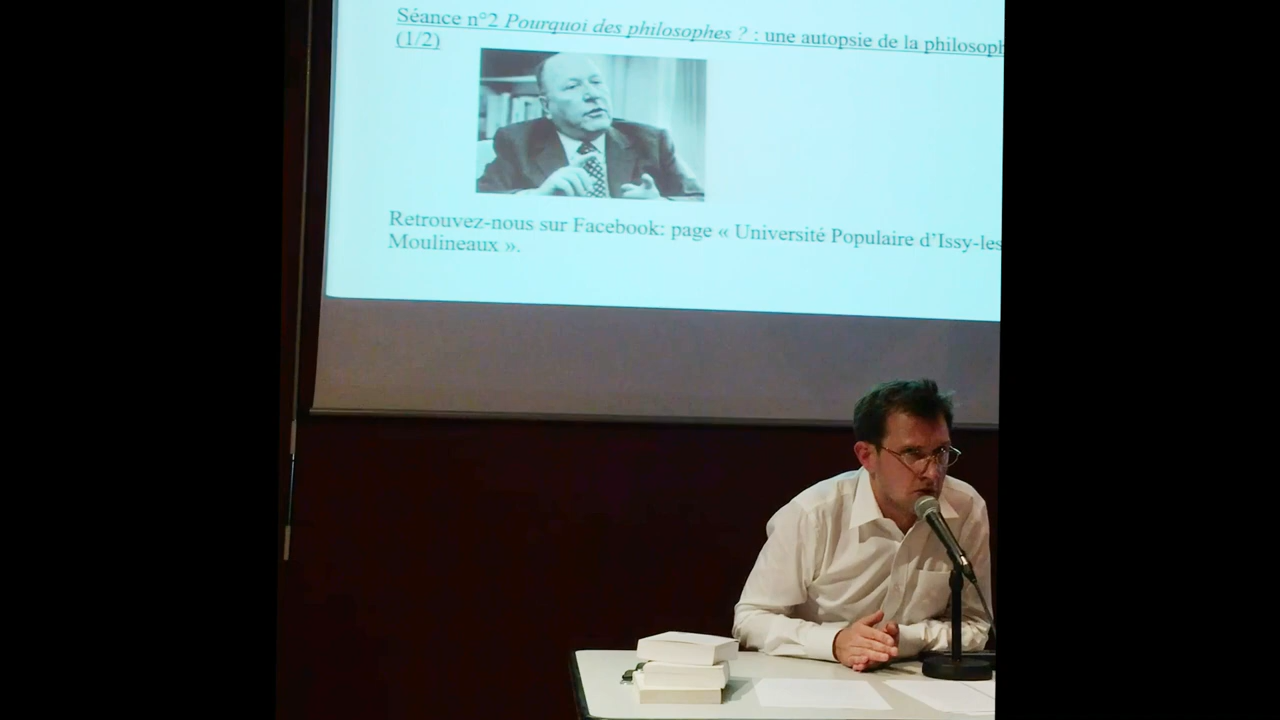 Séance n°2 Pourquoi des philosophes ? : une autopsie de la
(1/2)
Retrouvez-nous sur Facebook: page « Université Populaire d'Issy-les
Moulineaux ».